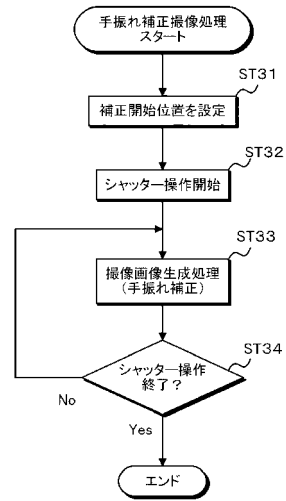 手振れ補正撮像処理
スタート
ST31
補正開始位置を設定
ST32
シャッター操作開始
ST33
撮像画像生成処理
(手振れ補正)
ST34
シャッター操作
終了?
No
Yes
エンド